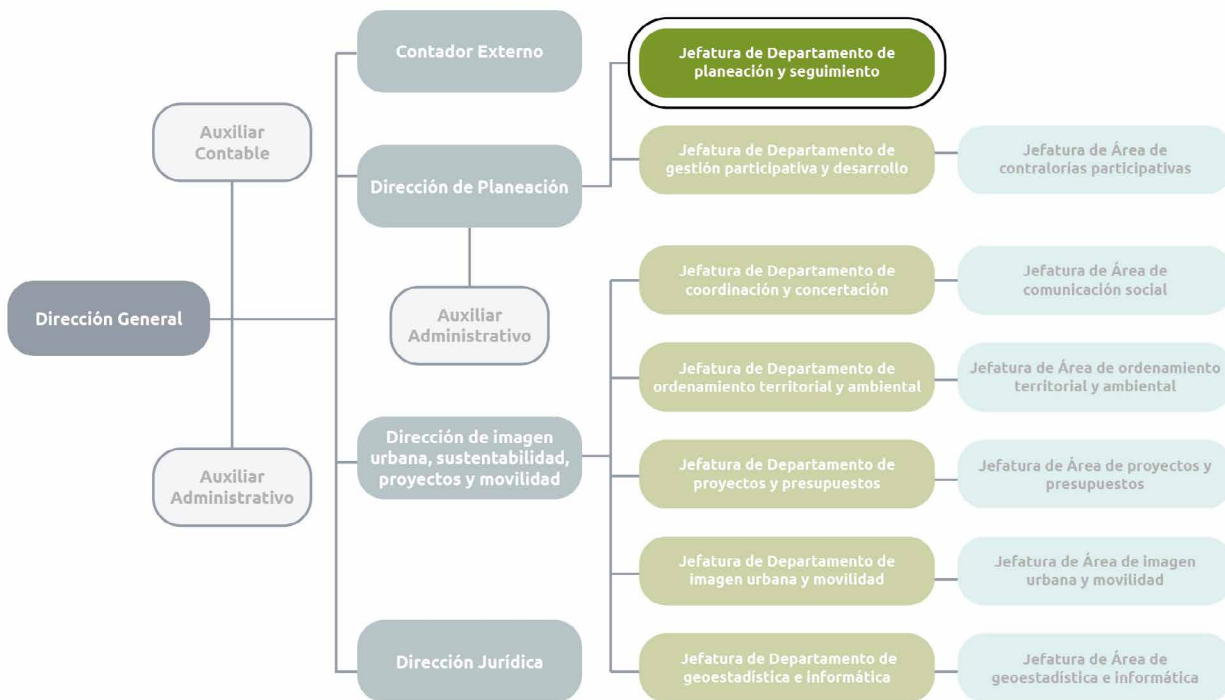 Contador Externo
Jefatura de Departamento de
planeación y seguimiento
Auxiliar
Contable
Jefatura de Departamento de
gestión participativa y desarrollo
Jefatura de Área de
contralorías participativas
Dirección de Planeación
Jefatura de Departamento de
coordinación y concertación
Jefatura de Área de
comunicación social
Dirección General
Auxiliar
Administrativo
Jefatura de Departamento de
ordenamiento territorial y ambiental
Jefatura de Área de ordenamiento
territorial y ambiental
Dirección de imagen
urbana, sustentabilidad,
proyectos y movilidad
Auxiliar
Administrativo
Jefatura de Departamento de
proyectos y presupuestos
Jefatura de Área de proyectos y
presupuestos
Jefatura de Departamento de
imagen urbana y movilidad
Jefatura de Área de imagen
urbana y movilidad
Dirección Jurídica
Jefatura de Departamento de
geoestadística e informática
Jefatura de Área de
geoestadística e informática